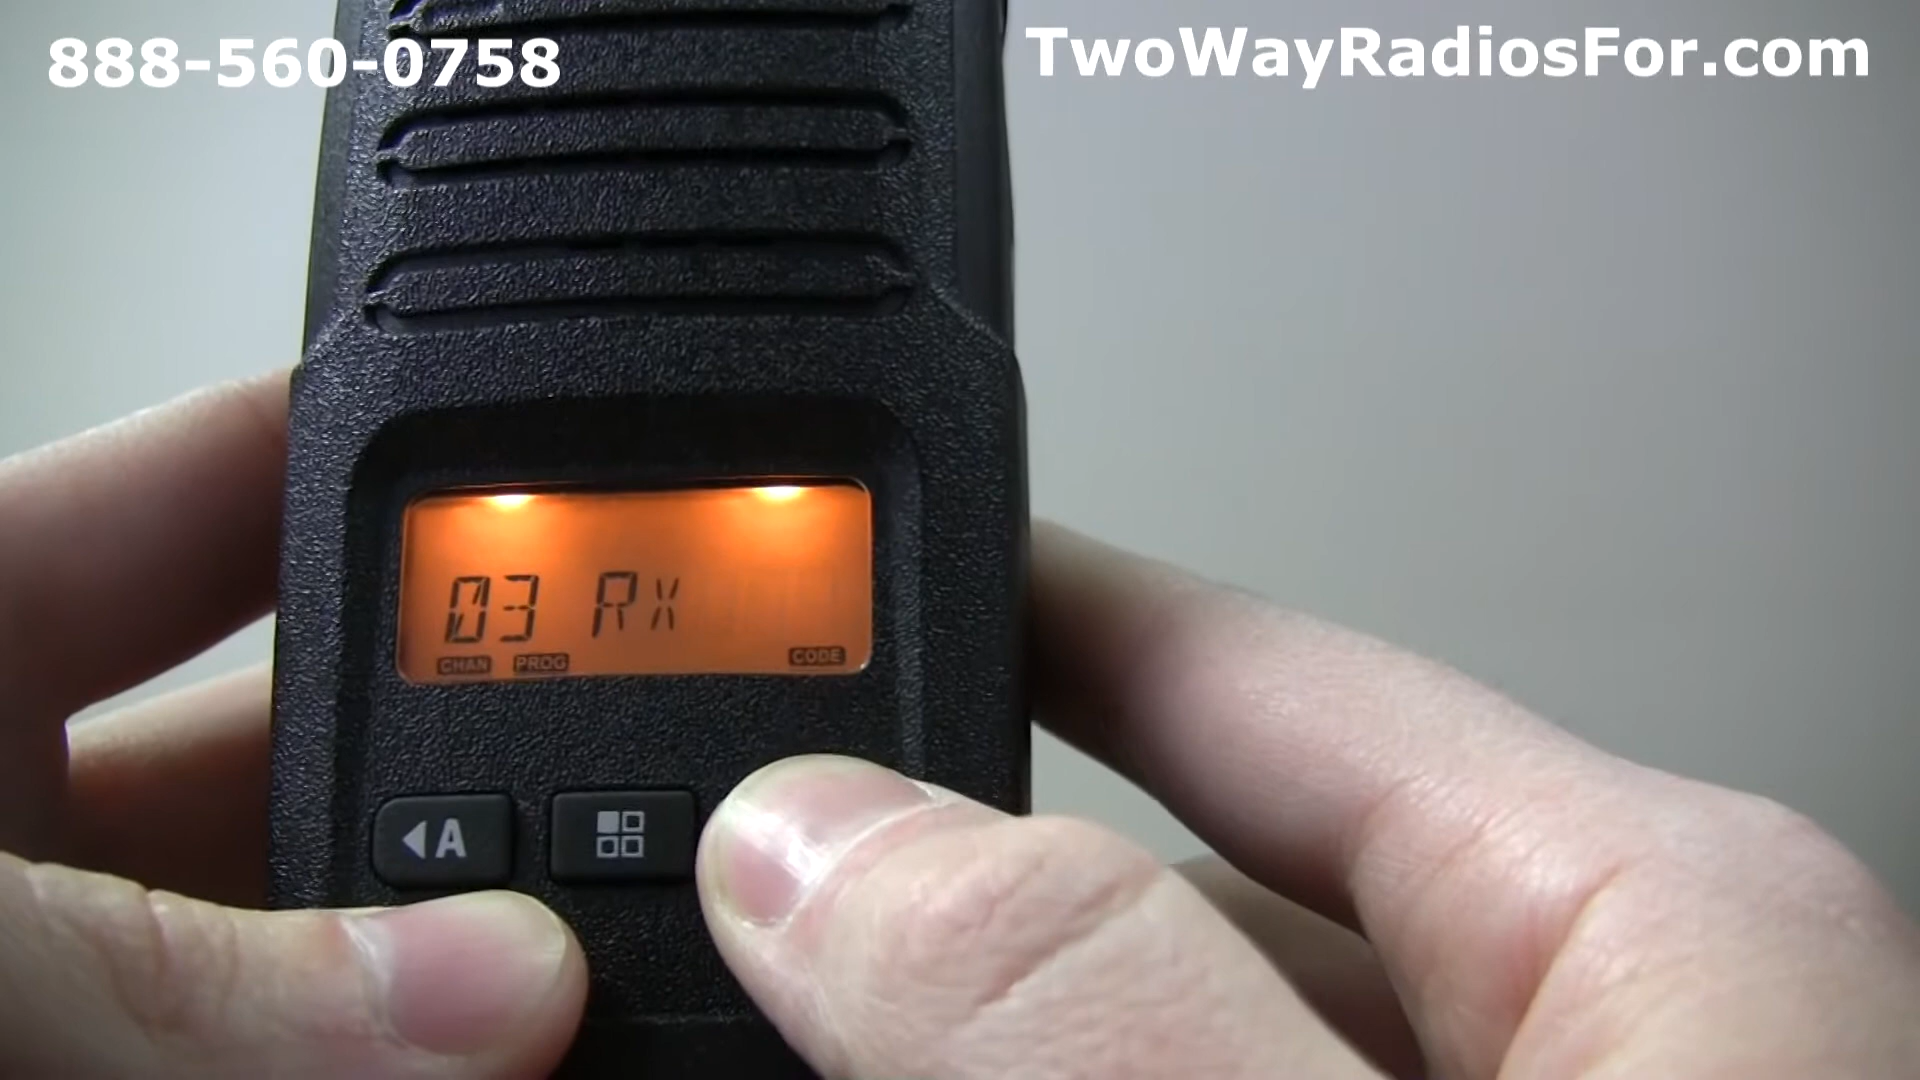 888-560-0758
TwoWayRadiosFor.com
03 Rx
CHAN PROG CODE
A